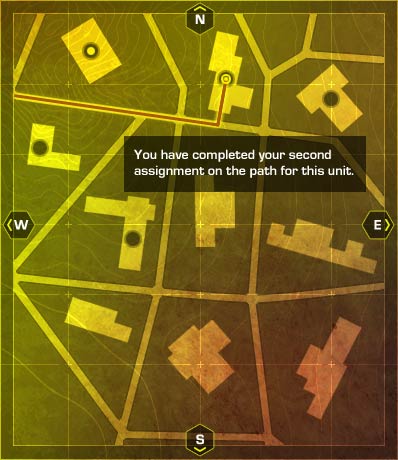 N
You have completed your second
assignment on the path for this unit.
W
E
S